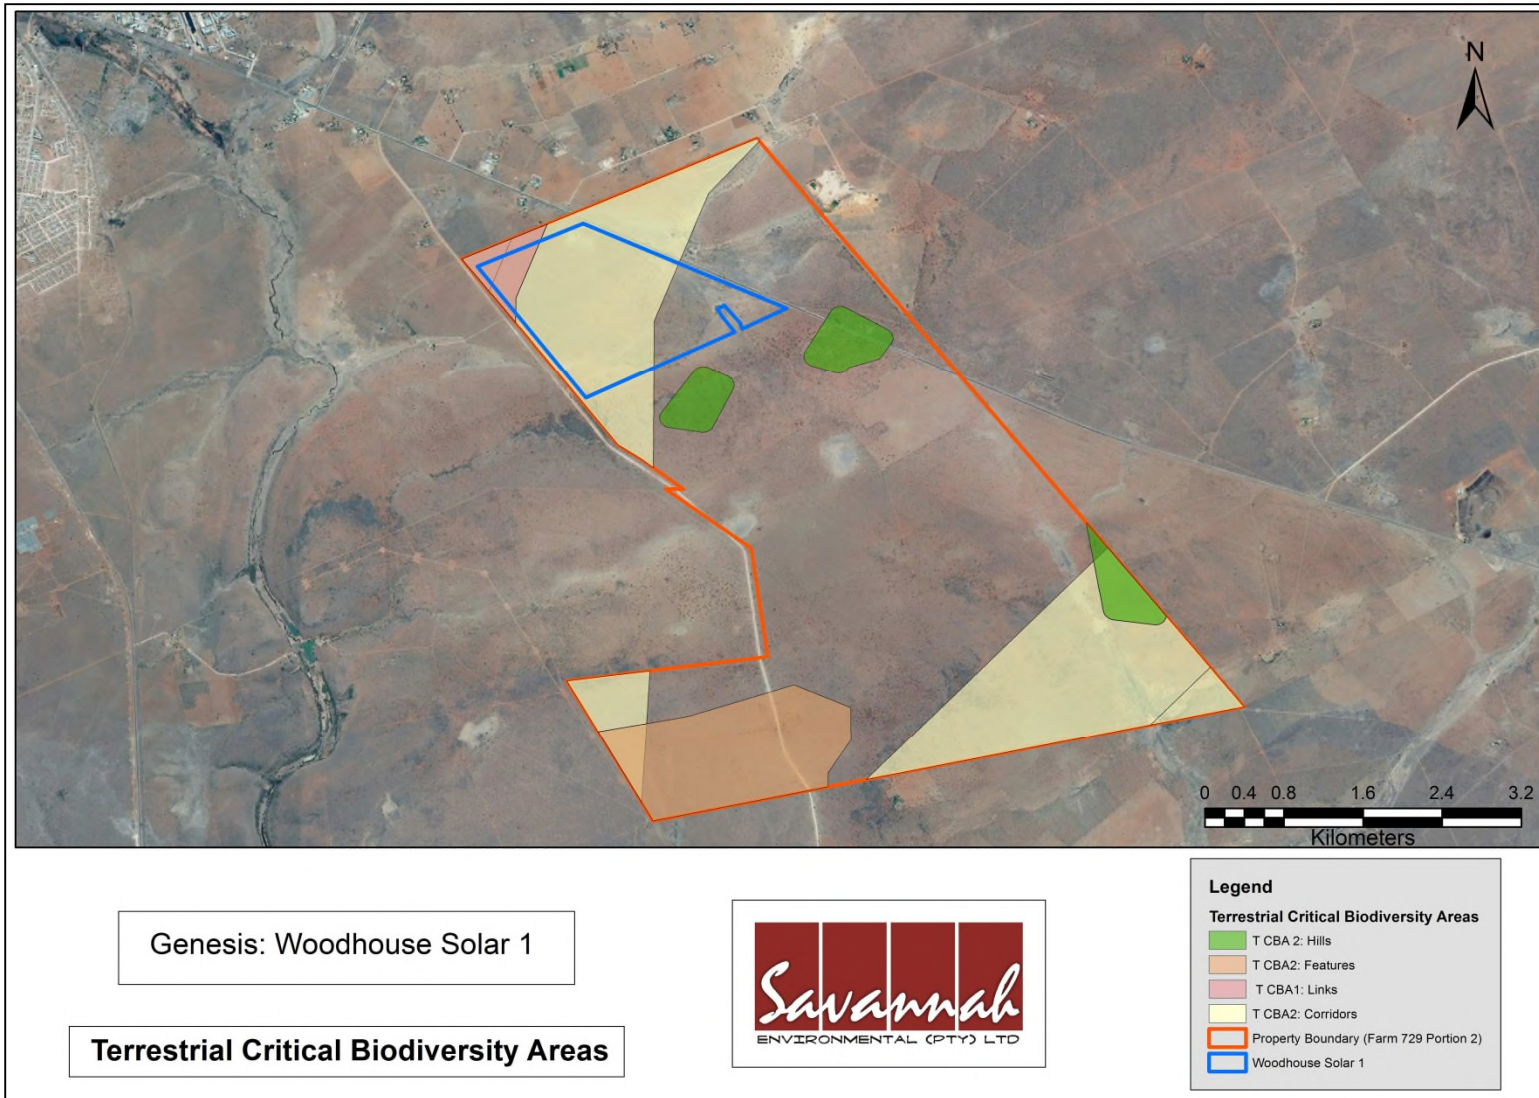 N
0 0.4 0.8 1.6 2.4 3.2
Kilometers
Genesis: Woodhouse Solar 1
Terrestrial Critical Biodiversity Areas
Savannah
ENVIRONMENTAL (PTY) LTD
Legend
Terrestrial Critical Biodiversity Areas
T CBA 2: Hills
T CBA2: Features
T CBA1: Links
T CBA2: Corridors
Property Boundary (Farm 729 Portion 2)
Woodhouse Solar 1